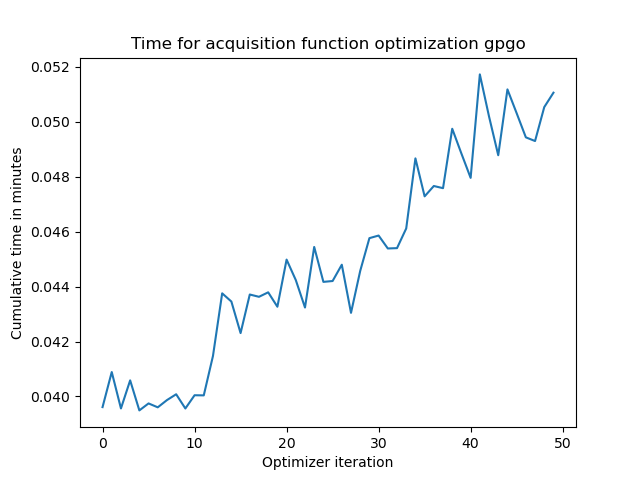 Time for acquisition function optimization gpgo
0.052
0.050
0.048
0.046
0.044
0.042
0.040
Cumulative time in minutes
0 10 20 30 40 50
Optimizer iteration